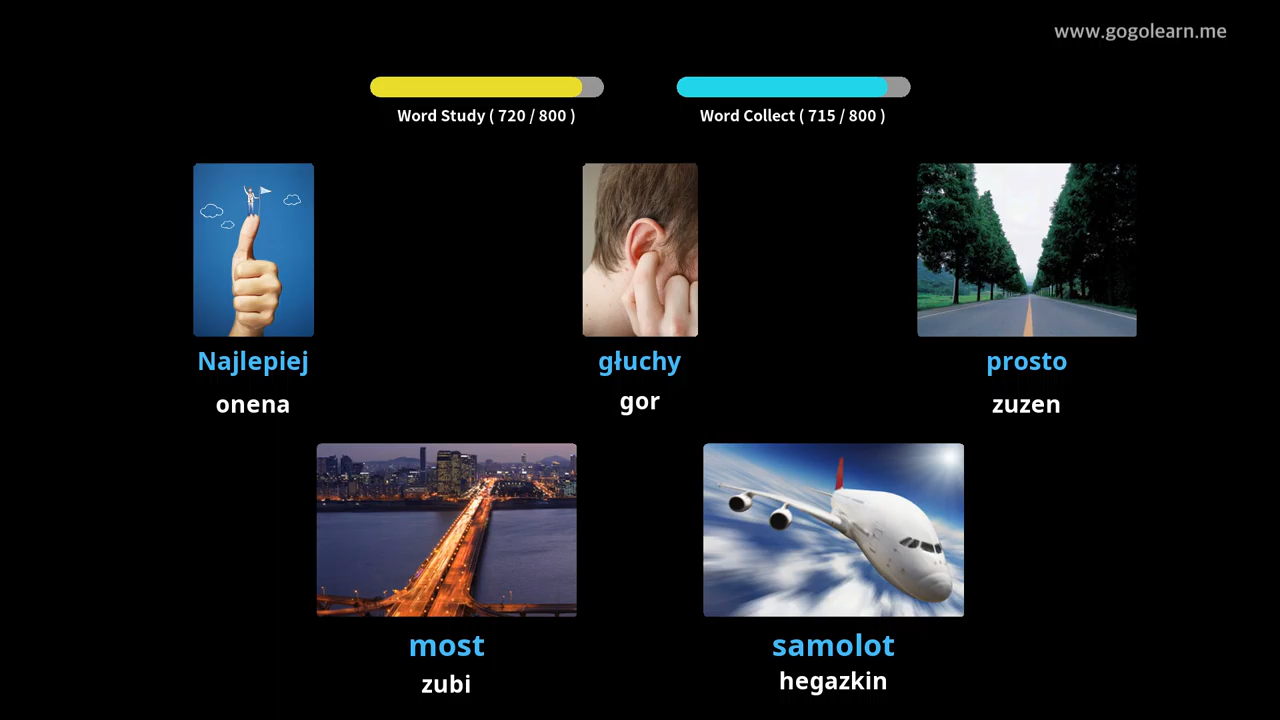 www.gogolearn.me
Word Study ( 720 / 800 )
Word Collect ( 715 / 800 )
Najlepiej
głuchy
prosto
onena
gor
zuzen
most
samolot
zubi
hegazkin